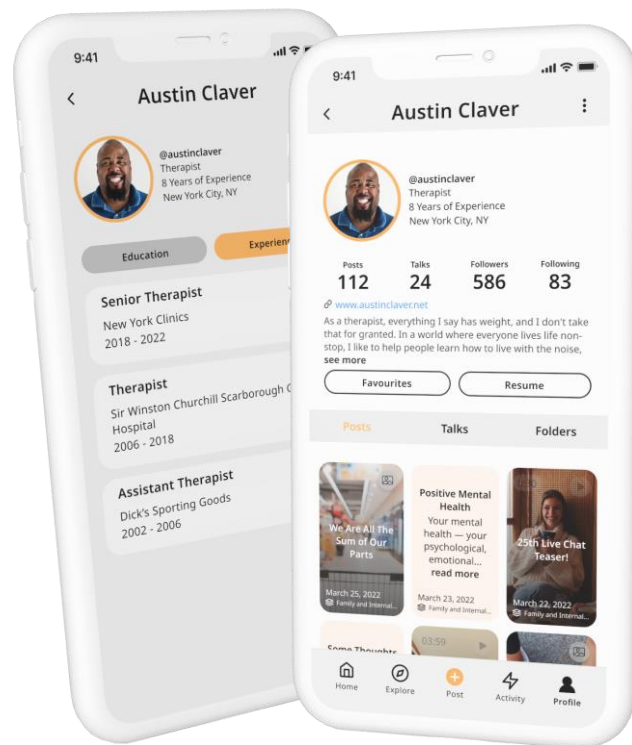 9:41
Austin Claver
@austinclaver
Therapist
8 Years of Experience
New York City, NY
Education
Senior Therapist
New York Clinics
2018 - 2022
Therapist
Sir Winston Churchill Scarborough
Hospital
2006 - 2018
Assistant Therapist
Dick's Sporting Goods
2002 - 2006
9:41
Austin Claver
@austinclaver
Therapist
8 Years of Experience
New York City, NY
Posts
Talks
Followers
Following
112
24
586
83
www.austinclaver.net
As a therapist, everything I say has weight, and I don't take
that for granted. In a world where everyone lives life non-
stop, I like to help people learn how to live with the noise,
see more
Favourites
Resume
Posts
Talks
Folders
We Are All The
Sum of Our
Parts
March 25, 2022
Family and Internal...
Positive Mental
Health
Your mental
health — your
psychological,
emotional...
read more
March 23, 2022
Family and Internal...
25th Live Chat
Teaser!
March 22, 2022
Family and Internal...
Some Thoughts
03:59
Home
Explore
Post
Activity
Profile